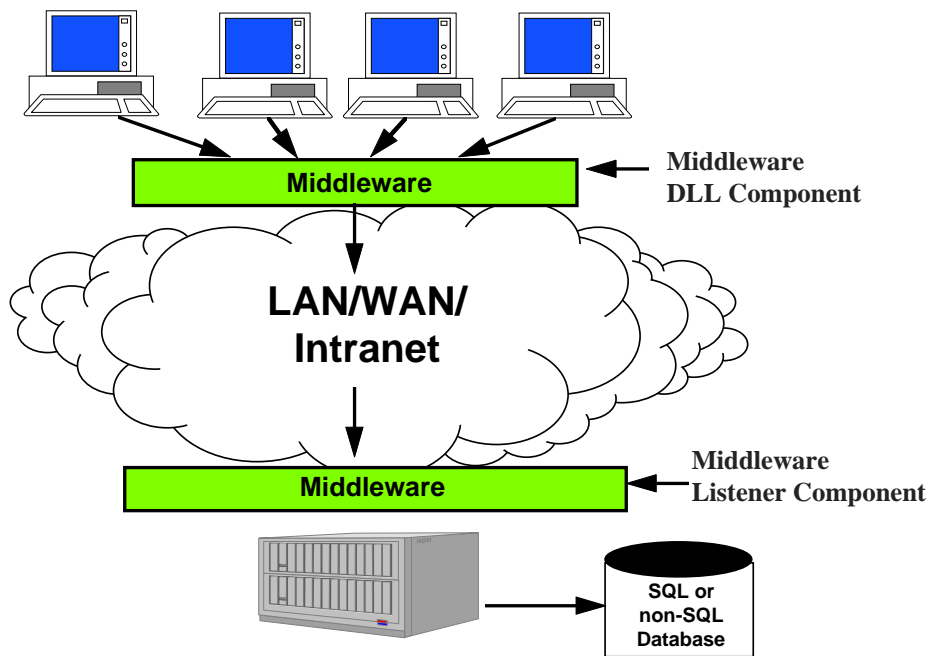 Middleware
Middleware
DLL Component
LAN/WAN/
Intranet
Middleware
Middleware
Listener Component
SQL or
non-SQL
Database